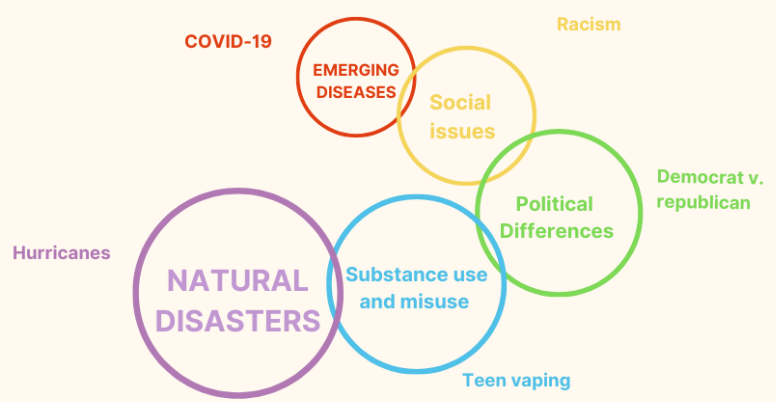 Racism
COVID-19
EMERGING
DISEASES
Social
issues
Democrat v.
republican
Political
Differences
Hurricanes
NATURAL
DISASTERS
Substance use
and misuse
Teen vaping